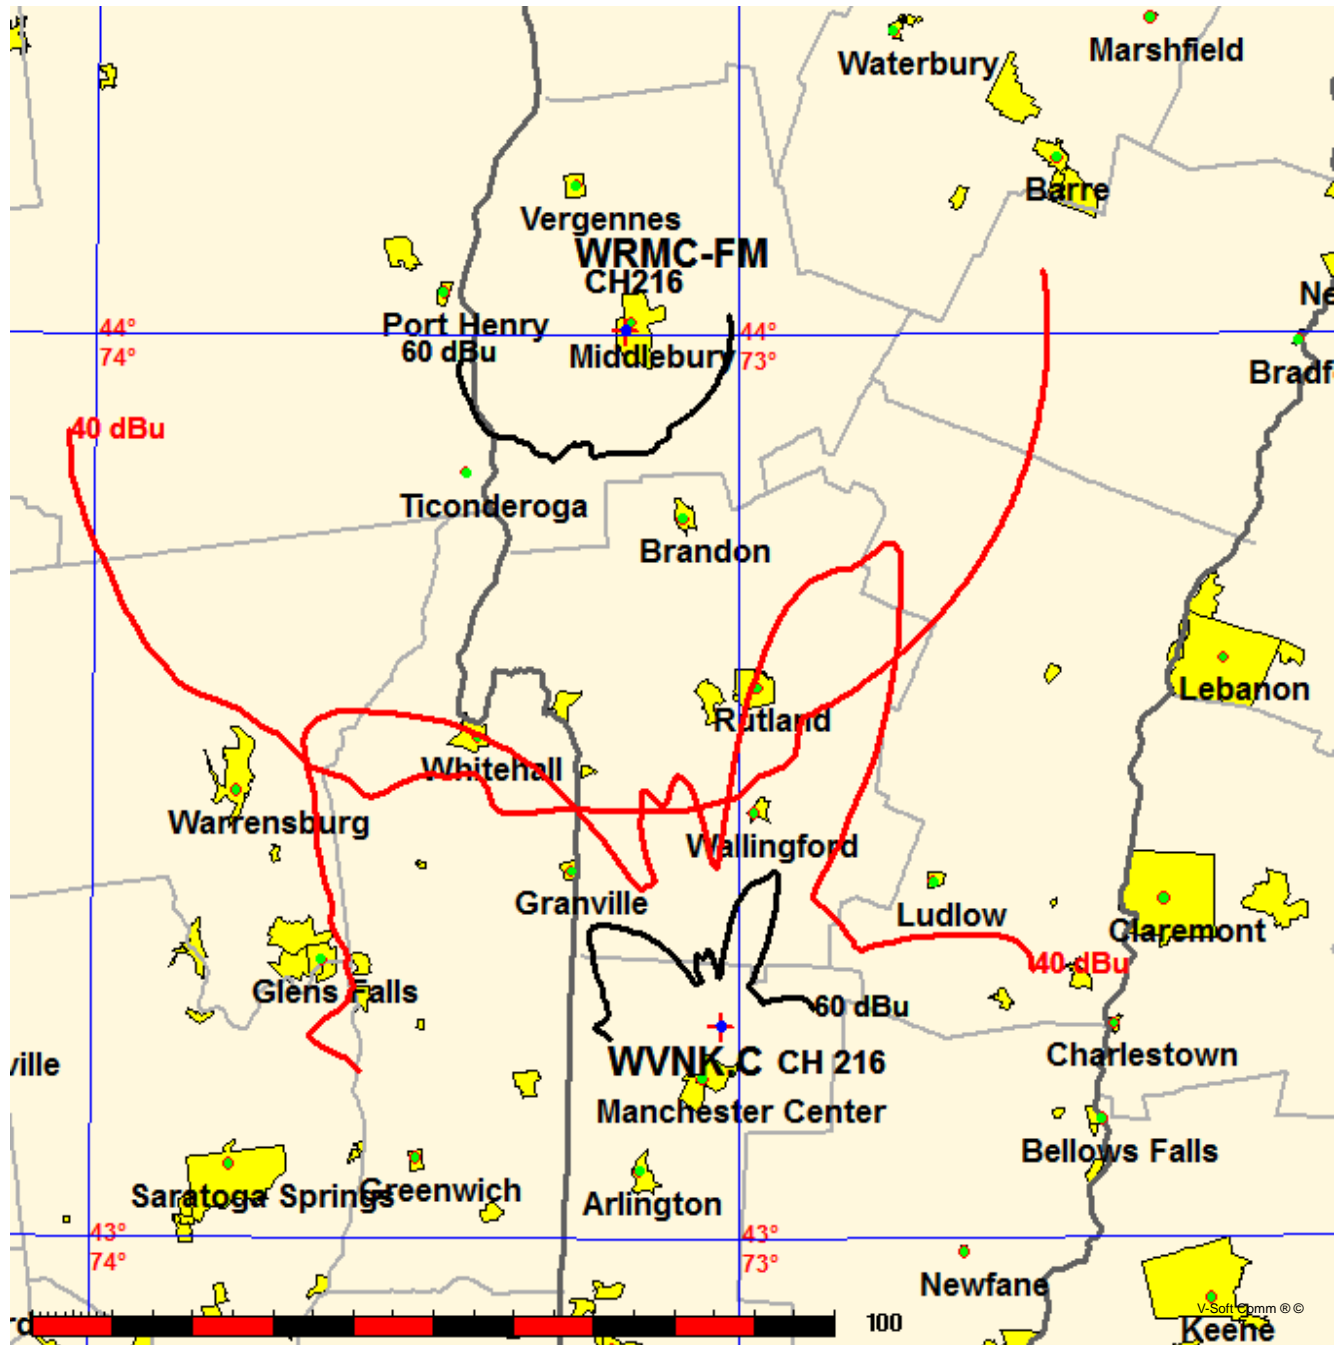 Waterbury
Marshfield
Barre
Vergennes
WRMC-FM
CH216
Ne
Port Henry
44°
74°
44°
73°
60 dBu
Middlebury
Bradf
40 dBu
Ticonderoga
Brandon
Lebanon
Rutland
Whitehall
Warrensburg
Wallingford
Granville
Ludlow
Claremont
40 dBu
Glens Falls
60 dBu
ville
WVNK.C CH 216
Charlestown
Manchester Center
Bellows Falls
Saratoga Springs
Greenwich
Arlington
43°
74°
43°
73°
Newfane
V-Soft Comm ® ©
rd
100
Keene